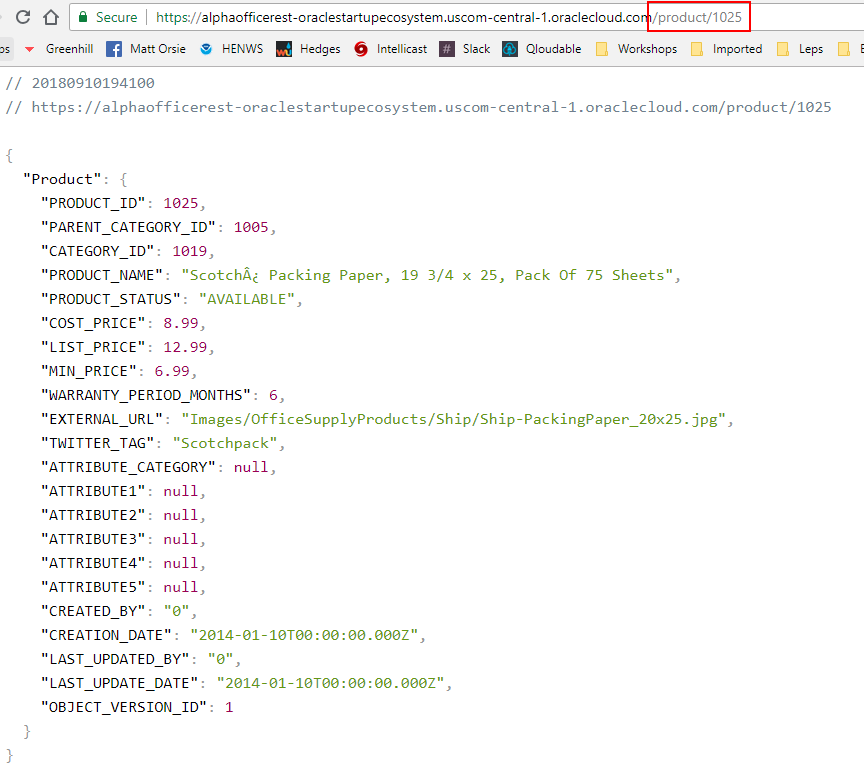 Secure https://alphaofficerest-oraclestartupecosystem.uscom-central-1.oraclecloud.com/product/1025
ps Greenhill Matt Orsie HENWS Hedges Intellicast Slack Qloudable Workshops Imported Leps E
// 20180910194100
// https://alphaofficerest-oraclestartupecosystem.uscom-central-1.oraclecloud.com/product/1025
{
"Product": {
"PRODUCT_ID": 1025,
"PARENT_CATEGORY_ID": 1005,
"CATEGORY_ID": 1019,
"PRODUCT_NAME": "ScotchÂ¿ Packing Paper, 19 3/4 x 25, Pack Of 75 Sheets",
"PRODUCT_STATUS": "AVAILABLE",
"COST_PRICE": 8.99,
"LIST_PRICE": 12.99,
"MIN_PRICE": 6.99,
"WARRANTY_PERIOD_MONTHS": 6,
"EXTERNAL_URL": "Images/OfficeSupplyProducts/Ship/Ship-PackingPaper_20x25.jpg",
"TWITTER_TAG": "Scotchpack",
"ATTRIBUTE_CATEGORY": null,
"ATTRIBUTE1": null,
"ATTRIBUTE2": null,
"ATTRIBUTE3": null,
"ATTRIBUTE4": null,
"ATTRIBUTE5": null,
"CREATED_BY": "0",
"CREATION_DATE": "2014-01-10T00:00:00.000Z",
"LAST_UPDATED_BY": "0",
"LAST_UPDATE_DATE": "2014-01-10T00:00:00.000Z",
"OBJECT_VERSION_ID": 1
}
}